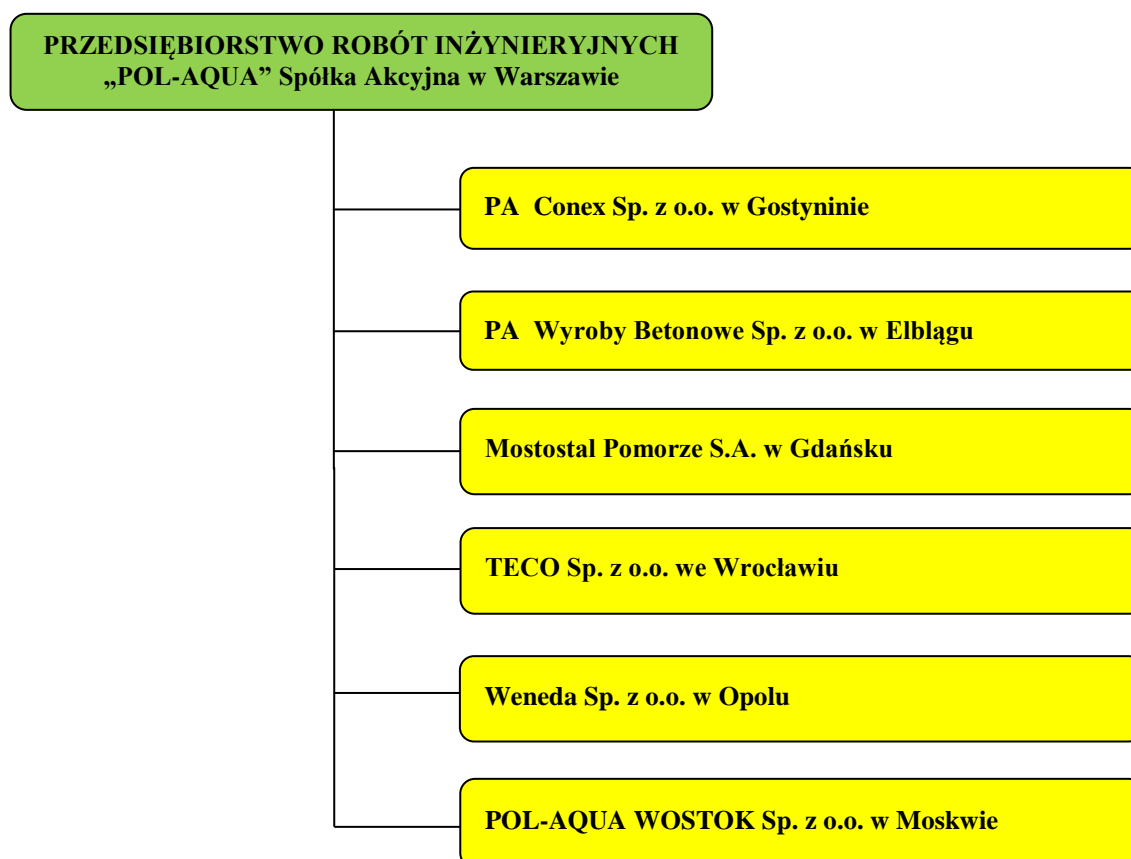 PRZEDSIĘBIORSTWO ROBÓT INŻYNIERYJNYCH
„POL-AQUA” Spółka Akcyjna w Warszawie
PA Conex Sp. z o.o. w Gostyninie
PA Wyroby Betonowe Sp. z o.o. w Elblągu
Mostostal Pomorze S.A. w Gdańsku
TECO Sp. z o.o. we Wrocławiu
Weneda Sp. z o.o. w Opolu
POL-AQUA WOSTOK Sp. z o.o. w Moskwie